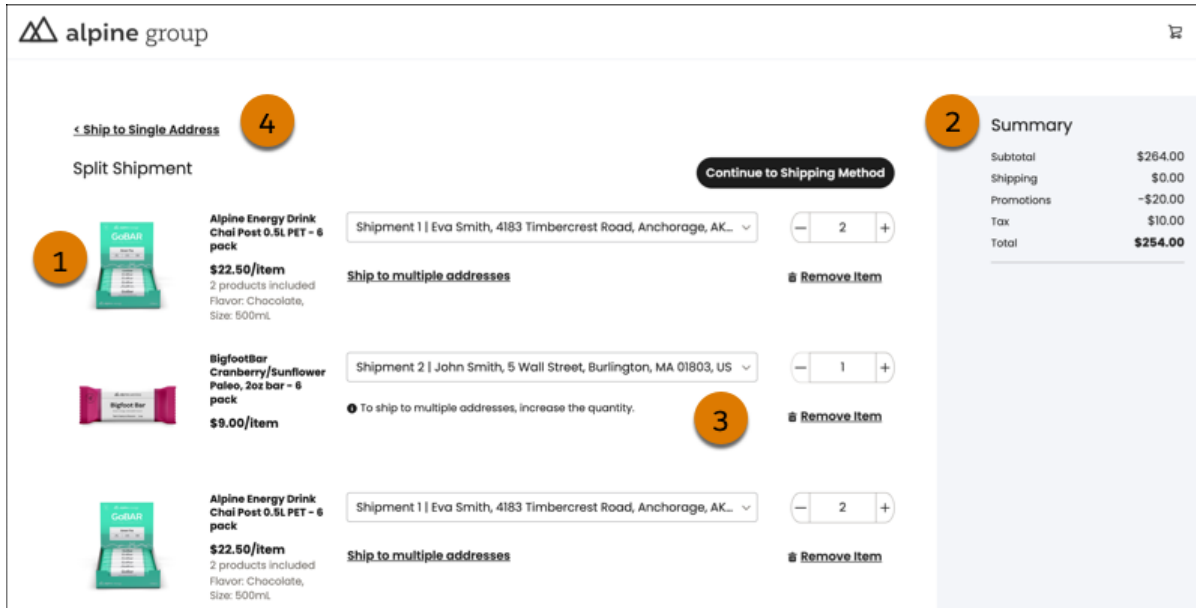 alpine group
4
< Ship to Single Address
Split Shipment
Continue to Shipping Method
1
GoBAR
Alpine Energy Drink
Chai Post 0.5L PET - 6
pack
$22.50/item
2 products included
Flavor: Chocolate,
Size: 500mL
Shipment 1 | Eva Smith, 4183 Timbercrest Road, Anchorage, AK...
Ship to multiple addresses
2
Remove Item
Bigfoot Bar
BigfootBar
Cranberry/Sunflower
Paleo, 2oz bar - 6
pack
$9.00/item
Shipment 2 | John Smith, 5 Wall Street, Burlington, MA 01803, US
To ship to multiple addresses, increase the quantity.
3
1
Remove Item
GoBAR
Alpine Energy Drink
Chai Post 0.5L PET - 6
pack
$22.50/item
2 products included
Flavor: Chocolate,
Size: 500mL
Shipment 1 | Eva Smith, 4183 Timbercrest Road, Anchorage, AK...
Ship to multiple addresses
2
Remove Item
2
Summary
Subtotal $264.00
Shipping $0.00
Promotions -$20.00
Tax $10.00
Total $254.00